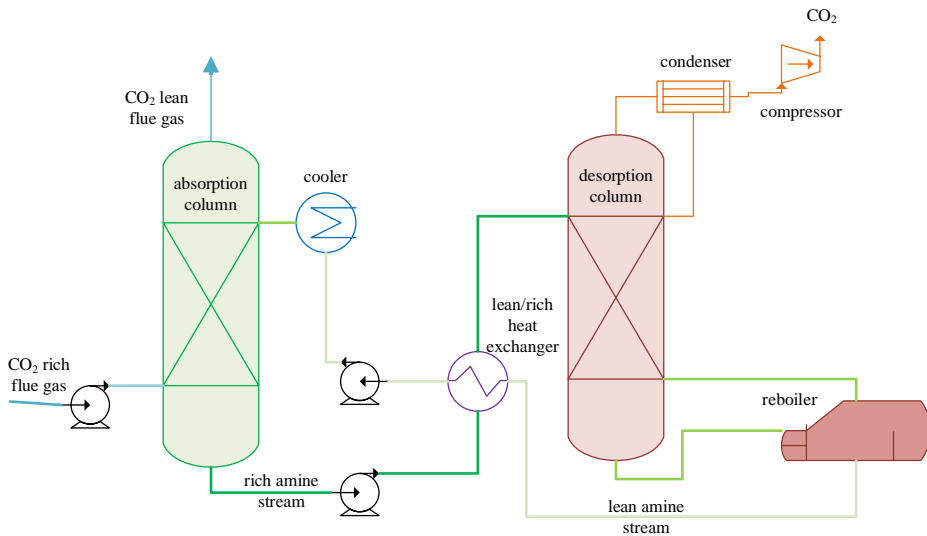 CO₂
condenser
compressor
CO₂ lean
flue gas
absorption
column
cooler
desorption
column
lean/rich
heat
exchanger
CO₂ rich
flue gas
reboiler
rich amine
stream
lean amine
stream